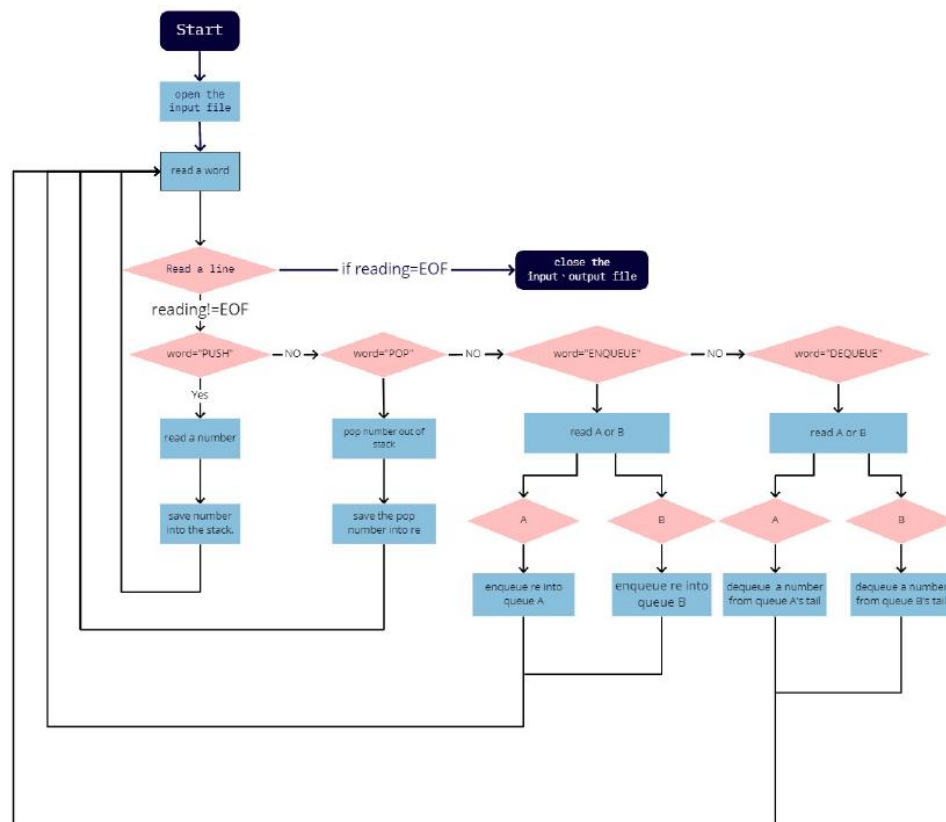 Start
open the
input file
read a word
Read a line
if reading=EOF
close the
input、output file
reading!=EOF
word="PUSH"
NO
word="POP"
NO
word="ENQUEUE"
NO
word="DEQUEUE"
Yes
read a number
pop number out of
stack
read A or B
read A or B
save number
into the stack.
save the pop
number into re
A
B
A
B
enqueue re into
queue A
enqueue re into
queue B
dequeue a number
from queue A's tail
dequeue a number
from queue B's tail